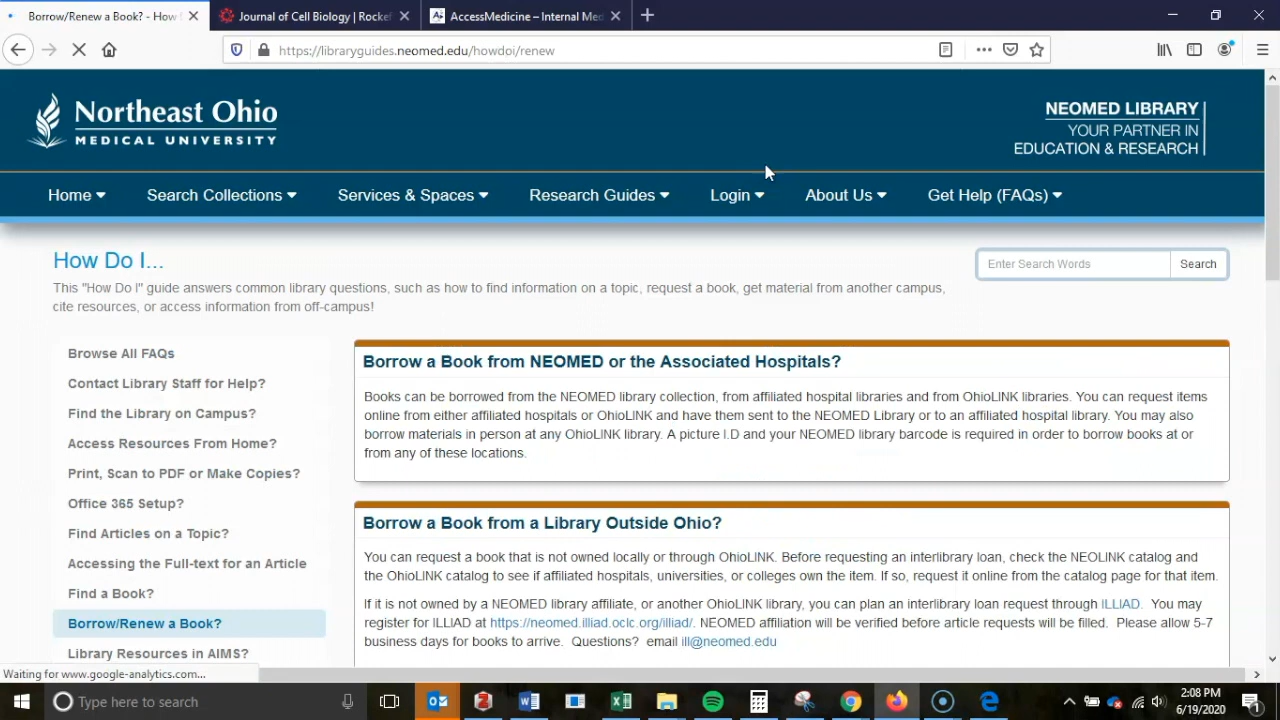 Borrow/Renew a Book? - How
Journal of Cell Biology | Rockef
AccessMedicine – Internal Med
https://libraryguides.neomed.edu/howdoi/renew
Northeast Ohio
MEDICAL UNIVERSITY
NEOMED LIBRARY
YOUR PARTNER IN
EDUCATION & RESEARCH
Home
Search Collections
Services & Spaces
Research Guides
Login
About Us
Get Help (FAQs)
How Do I...
Enter Search Words
Search
This "How Do I" guide answers common library questions, such as how to find information on a topic, request a book, get material from another campus,
cite resources, or access information from off-campus!
Browse All FAQs
Contact Library Staff for Help?
Find the Library on Campus?
Access Resources From Home?
Print, Scan to PDF or Make Copies?
Office 365 Setup?
Find Articles on a Topic?
Accessing the Full-text for an Article
Find a Book?
Borrow/Renew a Book?
Library Resources in AIMS?
Borrow a Book from NEOMED or the Associated Hospitals?
Books can be borrowed from the NEOMED library collection, from affiliated hospital libraries and from OhioLINK libraries. You can request items
online from either affiliated hospitals or OhioLINK and have them sent to the NEOMED Library or to an affiliated hospital library. You may also
borrow materials in person at any OhioLINK library. A picture I.D and your NEOMED library barcode is required in order to borrow books at or
from any of these locations.
Borrow a Book from a Library Outside Ohio?
You can request a book that is not owned locally or through OhioLINK. Before requesting an interlibrary loan, check the NEOLINK catalog and
the OhioLINK catalog to see if affiliated hospitals, universities, or colleges own the item. If so, request it online from the catalog page for that item.
If it is not owned by a NEOMED library affiliate, or another OhioLINK library, you can plan an interlibrary loan request through ILLIAD. You may
register for ILLIAD at https://neomed.illiad.oclc.org/illiad/. NEOMED affiliation will be verified before article requests will be filled. Please allow 5-7
business days for books to arrive. Questions? email ill@neomed.edu
Waiting for www.google-analytics.com...
Type here to search
2:08 PM
6/19/2020